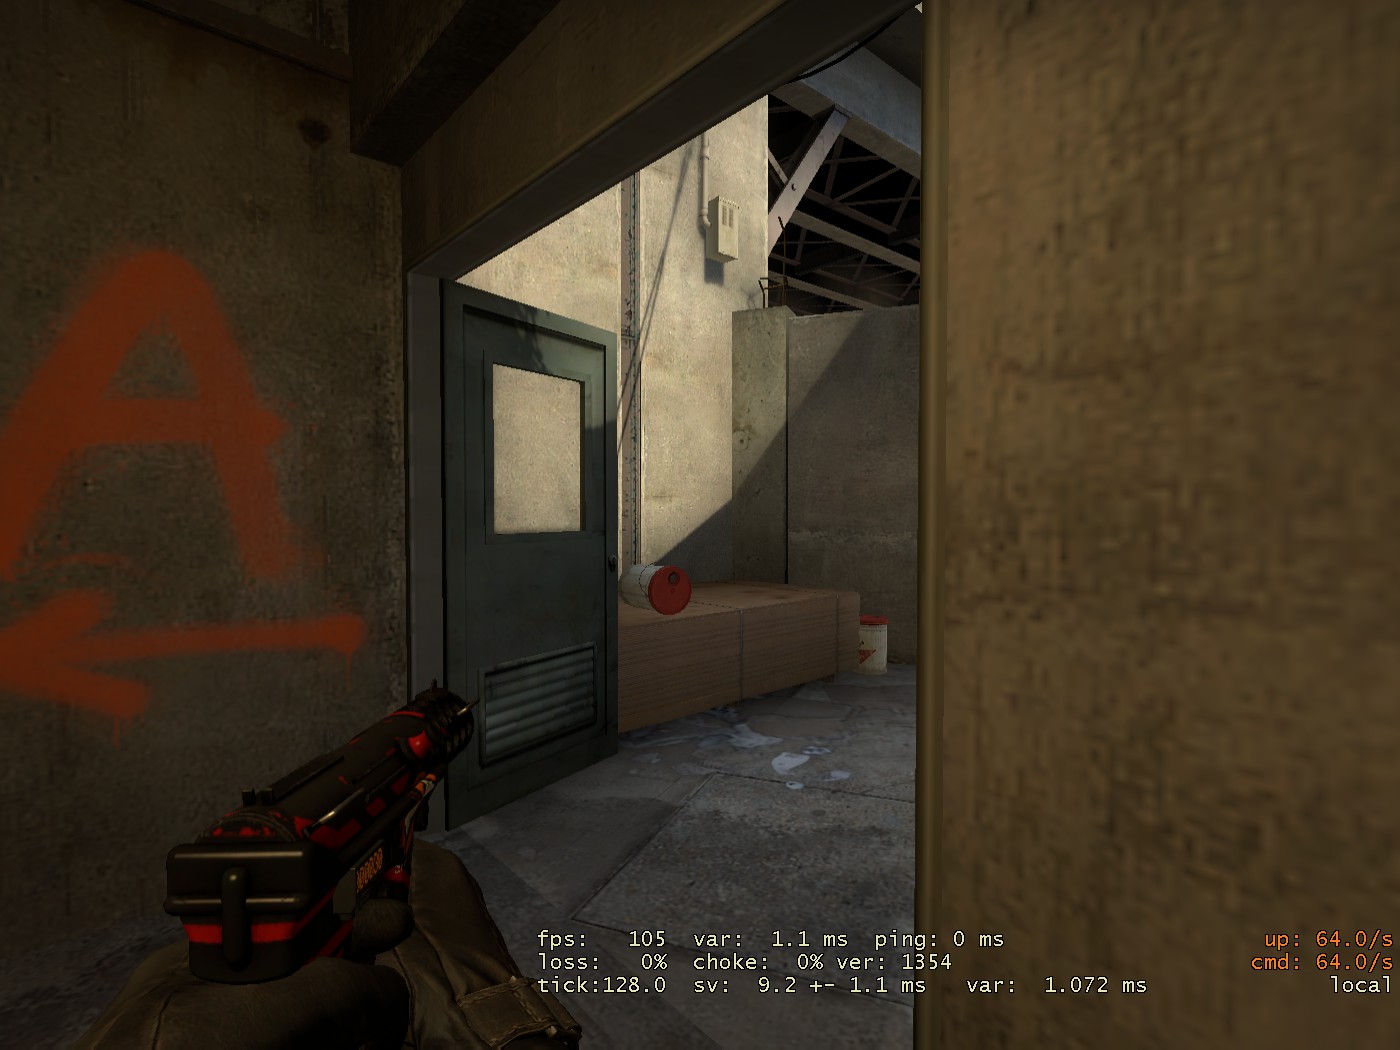 A
fps: 105 var: 1.1 ms ping: 0 ms up: 64.0/s
loss: 0% choke: 0% ver: 1354 cmd: 64.0/s
tick:128.0 sv: 9.2 +- 1.1 ms var: 1.072 ms local